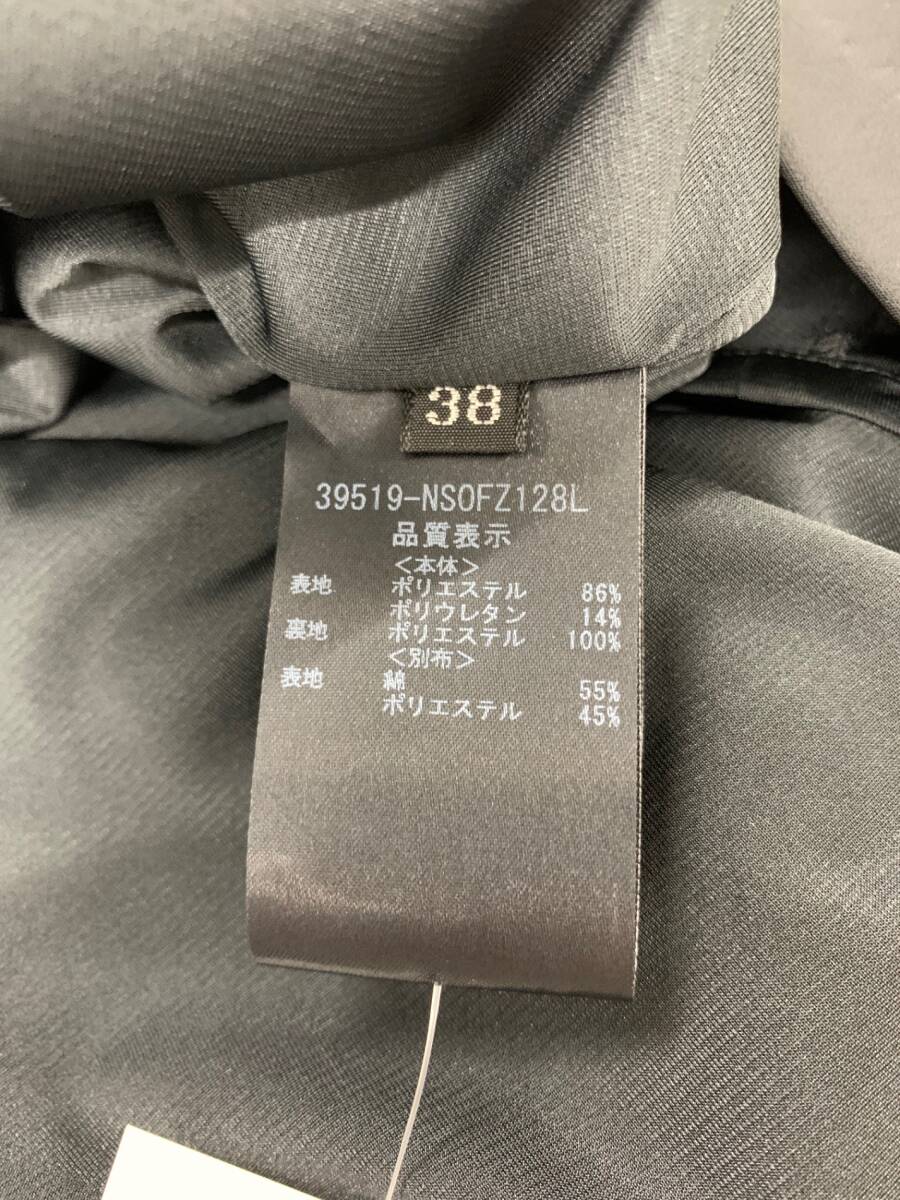 38
39519-NSOFZ128L
品質表示
<本体>
表地 ポリエステル 86%
ポリウレタン 14%
裏地 ポリエステル 100%
<別布>
表地 綿 55%
ポリエステル 45%